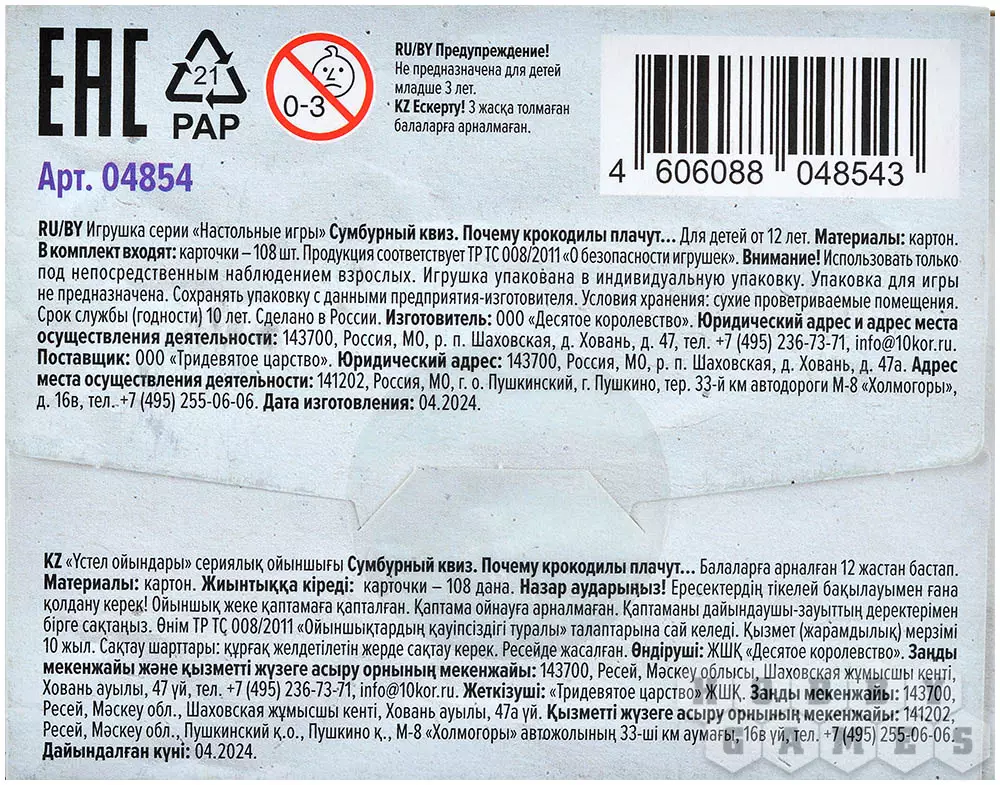 EAC
21
PAP
0-3
RU/BY Предупреждение!
Не предназначена для детей
младше 3 лет.
KZ Ескерту! 3 жасқа толмаған
балаларға арналмаған.
4 606088 048543
Арт. 04854
RU/BY Игрушка серии «Настольные игры» Сумбурный квиз. Почему крокодилы плачут... Для детей от 12 лет. Материалы: картон.
В комплект входят: карточки – 108 шт. Продукция соответствует ТР ТС 008/2011 «О безопасности игрушек». Внимание! Использовать только
под непосредственным наблюдением взрослых. Игрушка упакована в индивидуальную упаковку. Упаковка для игры
не предназначена. Сохранять упаковку с данными предприятия-изготовителя. Условия хранения: сухие проветриваемые помещения.
Срок службы (годности) 10 лет. Сделано в России. Изготовитель: ООО «Десятое королевство». Юридический адрес и адрес места
осуществления деятельности: 143700, Россия, МО, р. п. Шаховская, д. Ховань, д. 47, тел. +7 (495) 236-73-71, info@10kor.ru.
Поставщик: ООО «Тридевятое царство». Юридический адрес: 143700, Россия, МО, р. п. Шаховская, д. Ховань, д. 47а. Адрес
места осуществления деятельности: 141202, Россия, МО, г. о. Пушкинский, г. Пушкино, тер. 33-й км автодороги М-8 «Холмогоры»,
д. 16в, тел. +7 (495) 255-06-06. Дата изготовления: 04.2024.
KZ «Үстел ойындары» сериялық ойыншығы Сумбурный квиз. Почему крокодилы плачут... Балаларға арналған 12 жастан бастап.
Материалы: картон. Жиынтыққа кіреді: карточки – 108 дана. Назар аударыңыз! Ересектердің тікелей бақылауымен ғана
қолдану керек! Ойыншық жеке қаптамаға қапталған. Қаптама ойнауға арналмаған. Қаптаманы дайындаушы-зауыттың деректерімен
бірге сақтаңыз. Өнім ТР ТС 008/2011 «Ойыншықтардың қауіпсіздігі туралы» талаптарына сай келеді. Қызмет (жарамдылық) мерзімі
10 жыл. Сақтау шарттары: құрғақ желдетілетін жерде сақтау керек. Ресейде жасалған. Өндіруші: ЖШҚ «Десятое королевство». Заңды
мекенжайы және қызметті жүзеге асыру орнының мекенжайы: 143700, Ресей, Мәскеу облысы, Шаховская жұмысшы кенті,
Ховань ауылы, 47 үй, тел. +7 (495) 236-73-71, info@10kor.ru. Жеткізуші: «Тридевятое царство» ЖШҚ. Заңды мекенжайы: 143700,
Ресей, Мәскеу обл., Шаховская жұмысшы кенті, Ховань ауылы, 47а үй. Қызметті жүзеге асыру орнының мекенжайы: 141202,
Ресей, Мәскеу обл., Пушкинский қ.о., Пушкино қ., М-8 «Холмогоры» автожолының 33-ші км аумағы, 16в үй, тел. +7 (495) 255-06-06.
Дайындалған күні: 04.2024.
HOBBY
GAMES